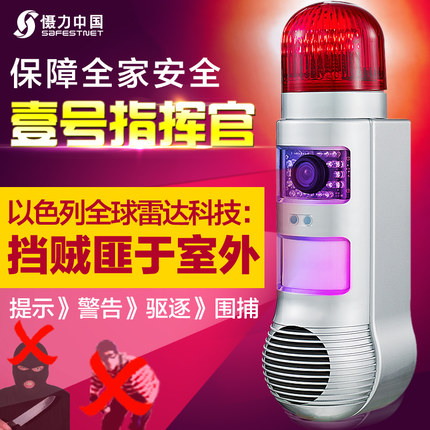 慑力中国
SAFESTNET
保障全家安全
壹号指挥官
以色列全球雷达科技:
挡贼匪于室外
提示》警告》驱逐》围捕